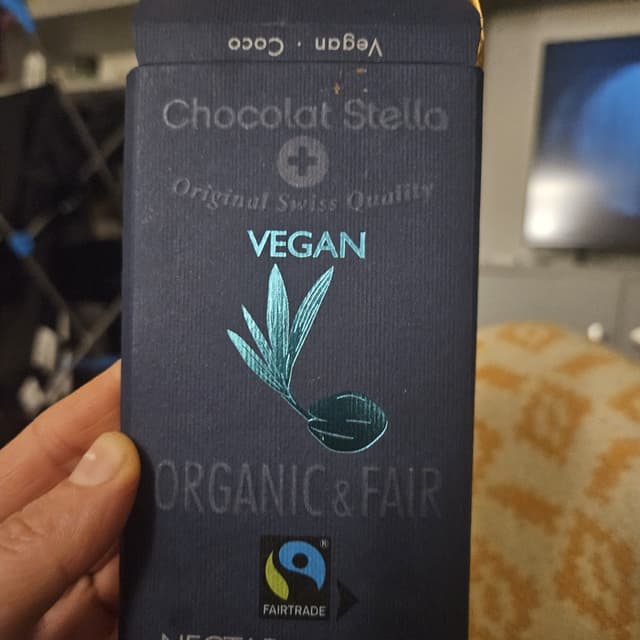 Vegan · Coco
Chocolat Stella
Original Swiss Quality
VEGAN
ORGANIC & FAIR
®
FAIRTRADE